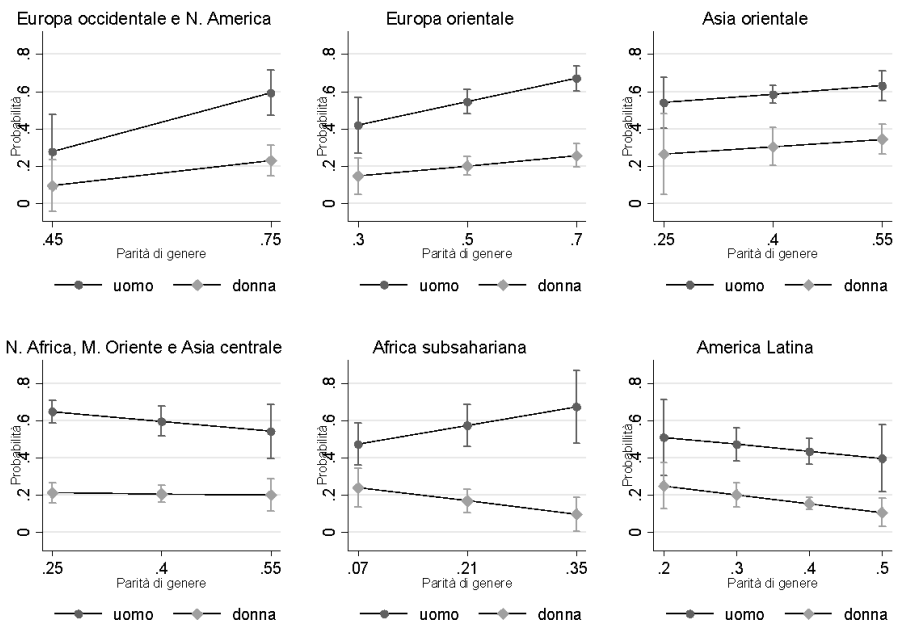 Europa occidentale e N. America
Probabilità
0 .2 .4 .6 .8
.45 .75
Parità di genere
uomo donna
Europa orientale
Probabilità
0 .2 .4 .6 .8
.3 .5 .7
Parità di genere
uomo donna
Asia orientale
Probabilità
0 .2 .4 .6 .8
.25 .4 .55
Parità di genere
uomo donna
N. Africa, M. Oriente e Asia centrale
Probabilità
0 .2 .4 .6 .8
.25 .4 .55
Parità di genere
uomo donna
Africa subsahariana
Probabilità
0 .2 .4 .6 .8
.07 .21 .35
Parità di genere
uomo donna
America Latina
Probabillità
0 .2 .4 .6 .8
.2 .3 .4 .5
Parità di genere
uomo donna